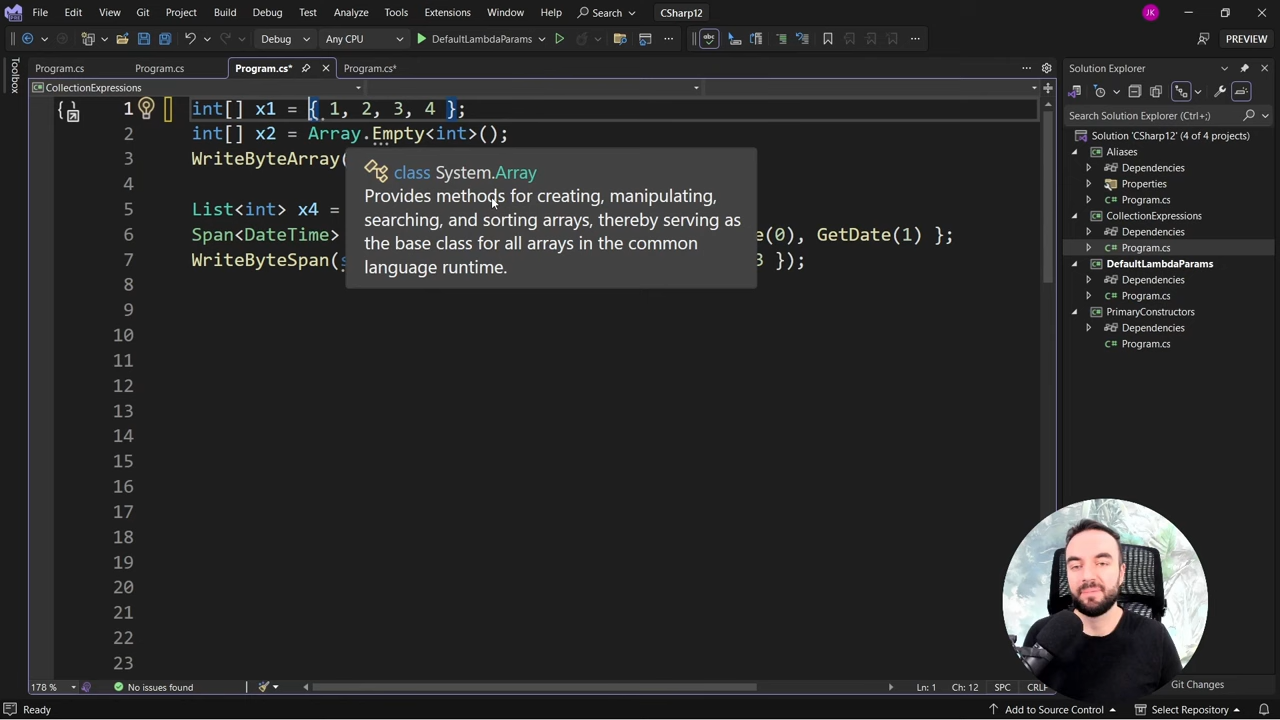 File Edit View Git Project Build Debug Test Analyze Tools Extensions Window Help Search CSharp12 JK
Debug Any CPU DefaultLambdaParams PREVIEW
Toolbox
Program.cs Program.cs Program.cs* Program.cs*
CollectionExpressions
1 int[] x1 = { 1, 2, 3, 4 };
2 int[] x2 = Array.Empty<int>();
3 WriteByteArray(
4
5 List<int> x4 =
6 Span<DateTime> e(0), GetDate(1) };
7 WriteByteSpan(s 3 });
8
9
10
11
12
13
14
15
16
17
18
19
20
21
22
23
class System.Array
Provides methods for creating, manipulating,
searching, and sorting arrays, thereby serving as
the base class for all arrays in the common
language runtime.
Solution Explorer
Search Solution Explorer (Ctrl+;)
Solution 'CSharp12' (4 of 4 projects)
Aliases
Dependencies
Properties
Program.cs
CollectionExpressions
Dependencies
Program.cs
DefaultLambdaParams
Dependencies
Program.cs
PrimaryConstructors
Dependencies
Program.cs
Git Changes
178 % No issues found Ln: 1 Ch: 12 SPC CRLF
Ready Add to Source Control Select Repository